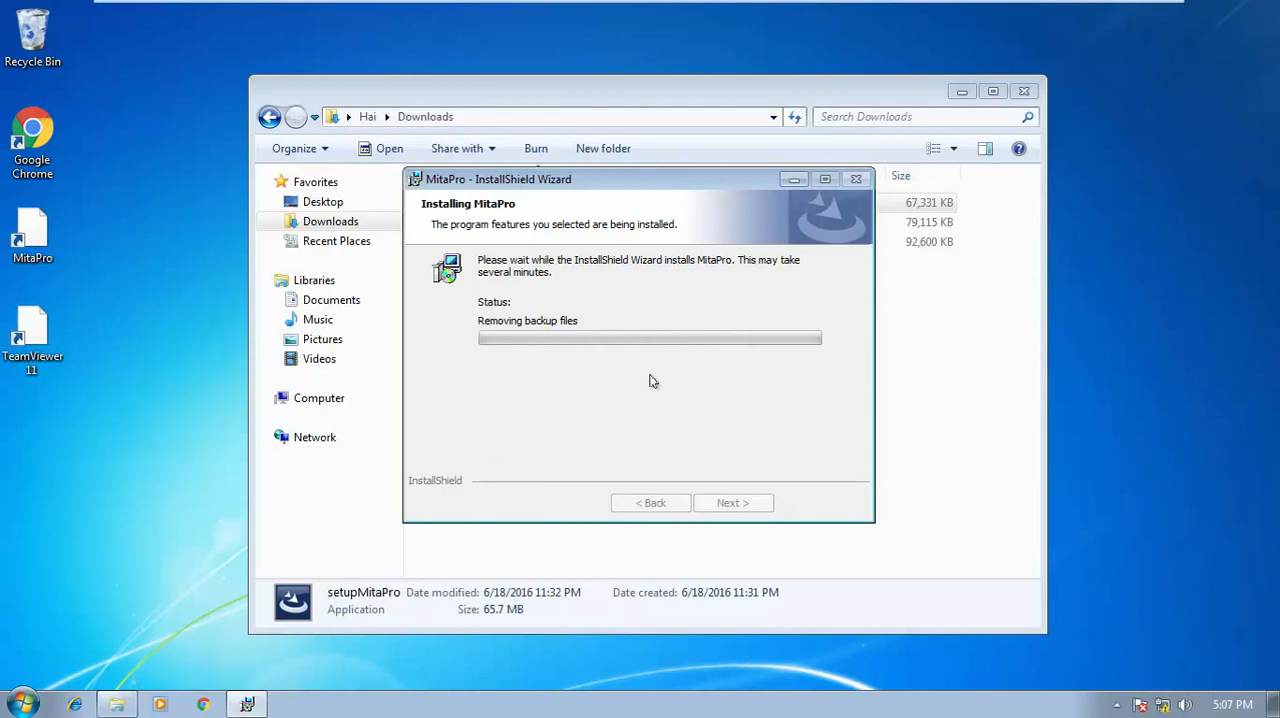 Recycle Bin
Google
Chrome
MitaPro
TeamViewer
11
Hai
Downloads
Search Downloads
Organize
Open
Share with
Burn
New folder
Favorites
Desktop
Downloads
Recent Places
Libraries
Documents
Music
Pictures
Videos
Computer
Network
Size
67,331 KB
79,115 KB
92,600 KB
MitaPro - InstallShield Wizard
Installing MitaPro
The program features you selected are being installed.
Please wait while the InstallShield Wizard installs MitaPro. This may take
several minutes.
Status:
Removing backup files
InstallShield
< Back
Next >
setupMitaPro Date modified: 6/18/2016 11:32 PM Date created: 6/18/2016 11:31 PM
Application Size: 65.7 MB
5:07 PM